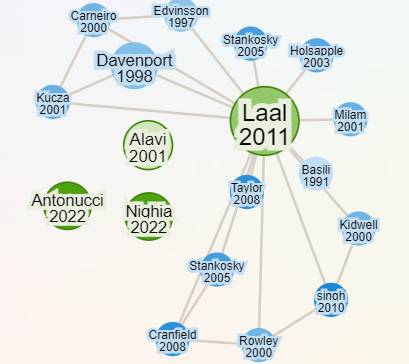 Carneiro
2000
Edvinsson
1997
Stankosky
2005
Holsapple
2003
Davenport
1998
Kucza
2001
Laal
2011
Milam
2001
Alavi
2001
Basili
1991
Taylor
2008
Antonucci
2022
Nighia
2022
Kidwell
2000
Stankosky
2005
singh
2010
Cranfield
2008
Rowley
2000